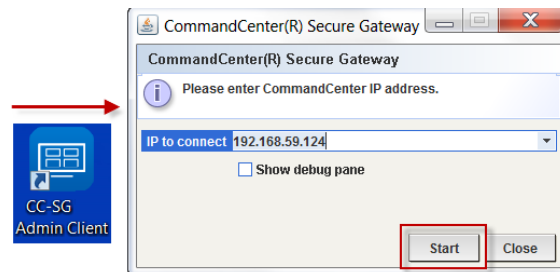 CommandCenter(R) Secure Gateway
CommandCenter(R) Secure Gateway
Please enter CommandCenter IP address.
IP to connect 192.168.59.124
Show debug pane
CC-SG
Admin Client
Start Close